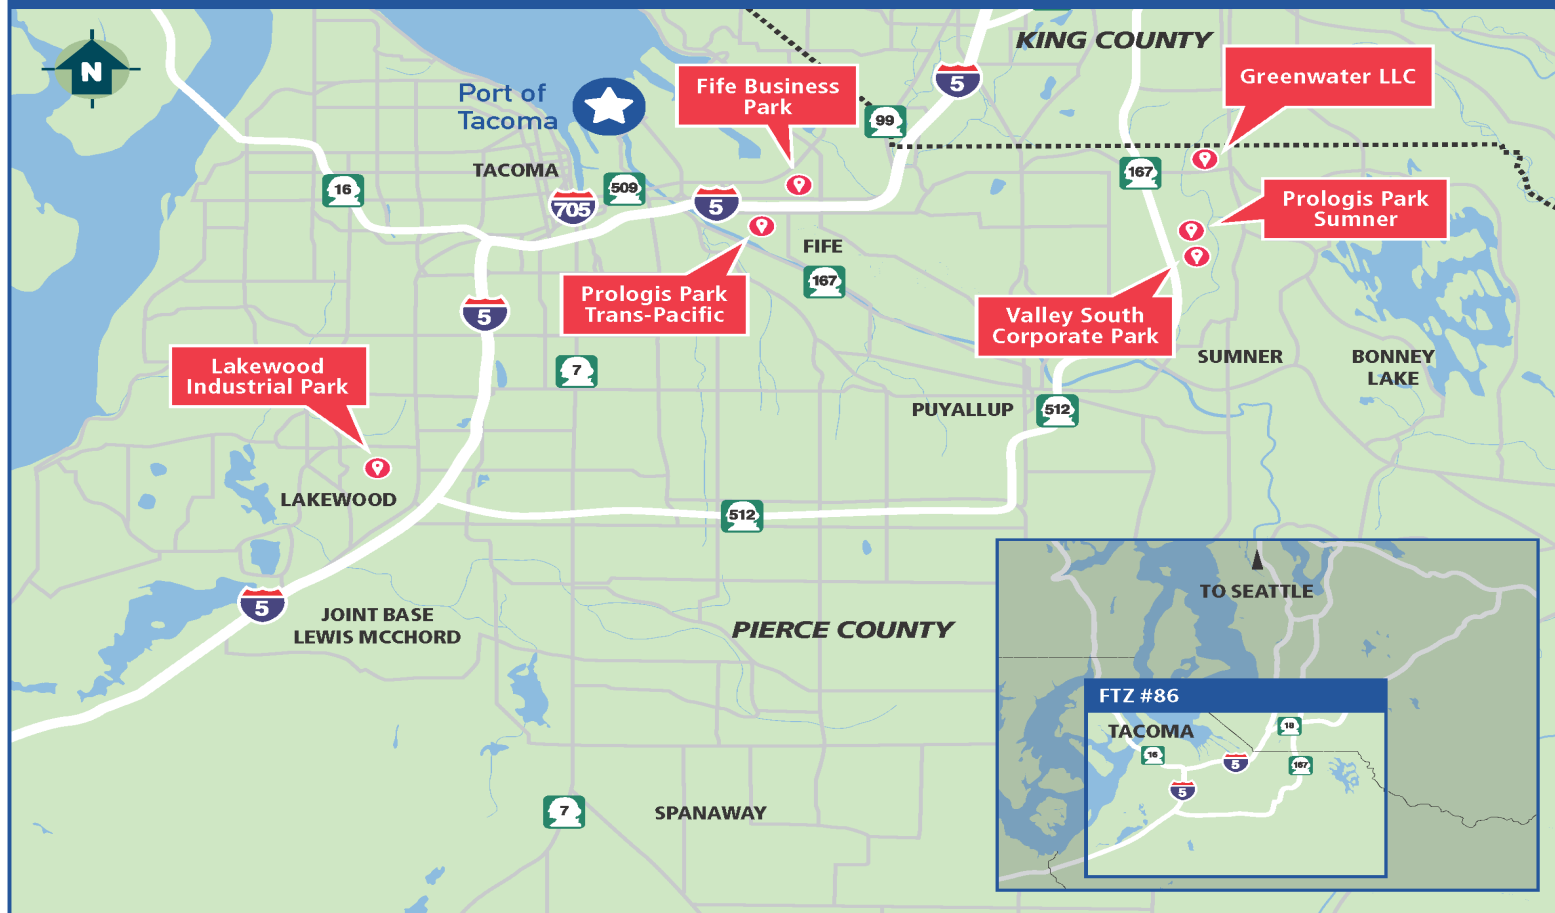 KING COUNTY
N
Port of
Tacoma
Fife Business
Park
5
Greenwater LLC
99
TACOMA
167
16
509
705
5
Prologis Park
Sumner
FIFE
167
Prologis Park
Trans-Pacific
5
Valley South
Corporate Park
Lakewood
Industrial Park
7
SUMNER
BONNEY
LAKE
PUYALLUP
512
LAKEWOOD
512
5
JOINT BASE
LEWIS MCCHORD
PIERCE COUNTY
7
SPANAWAY
TO SEATTLE
FTZ #86
TACOMA
18
16
5
167
5